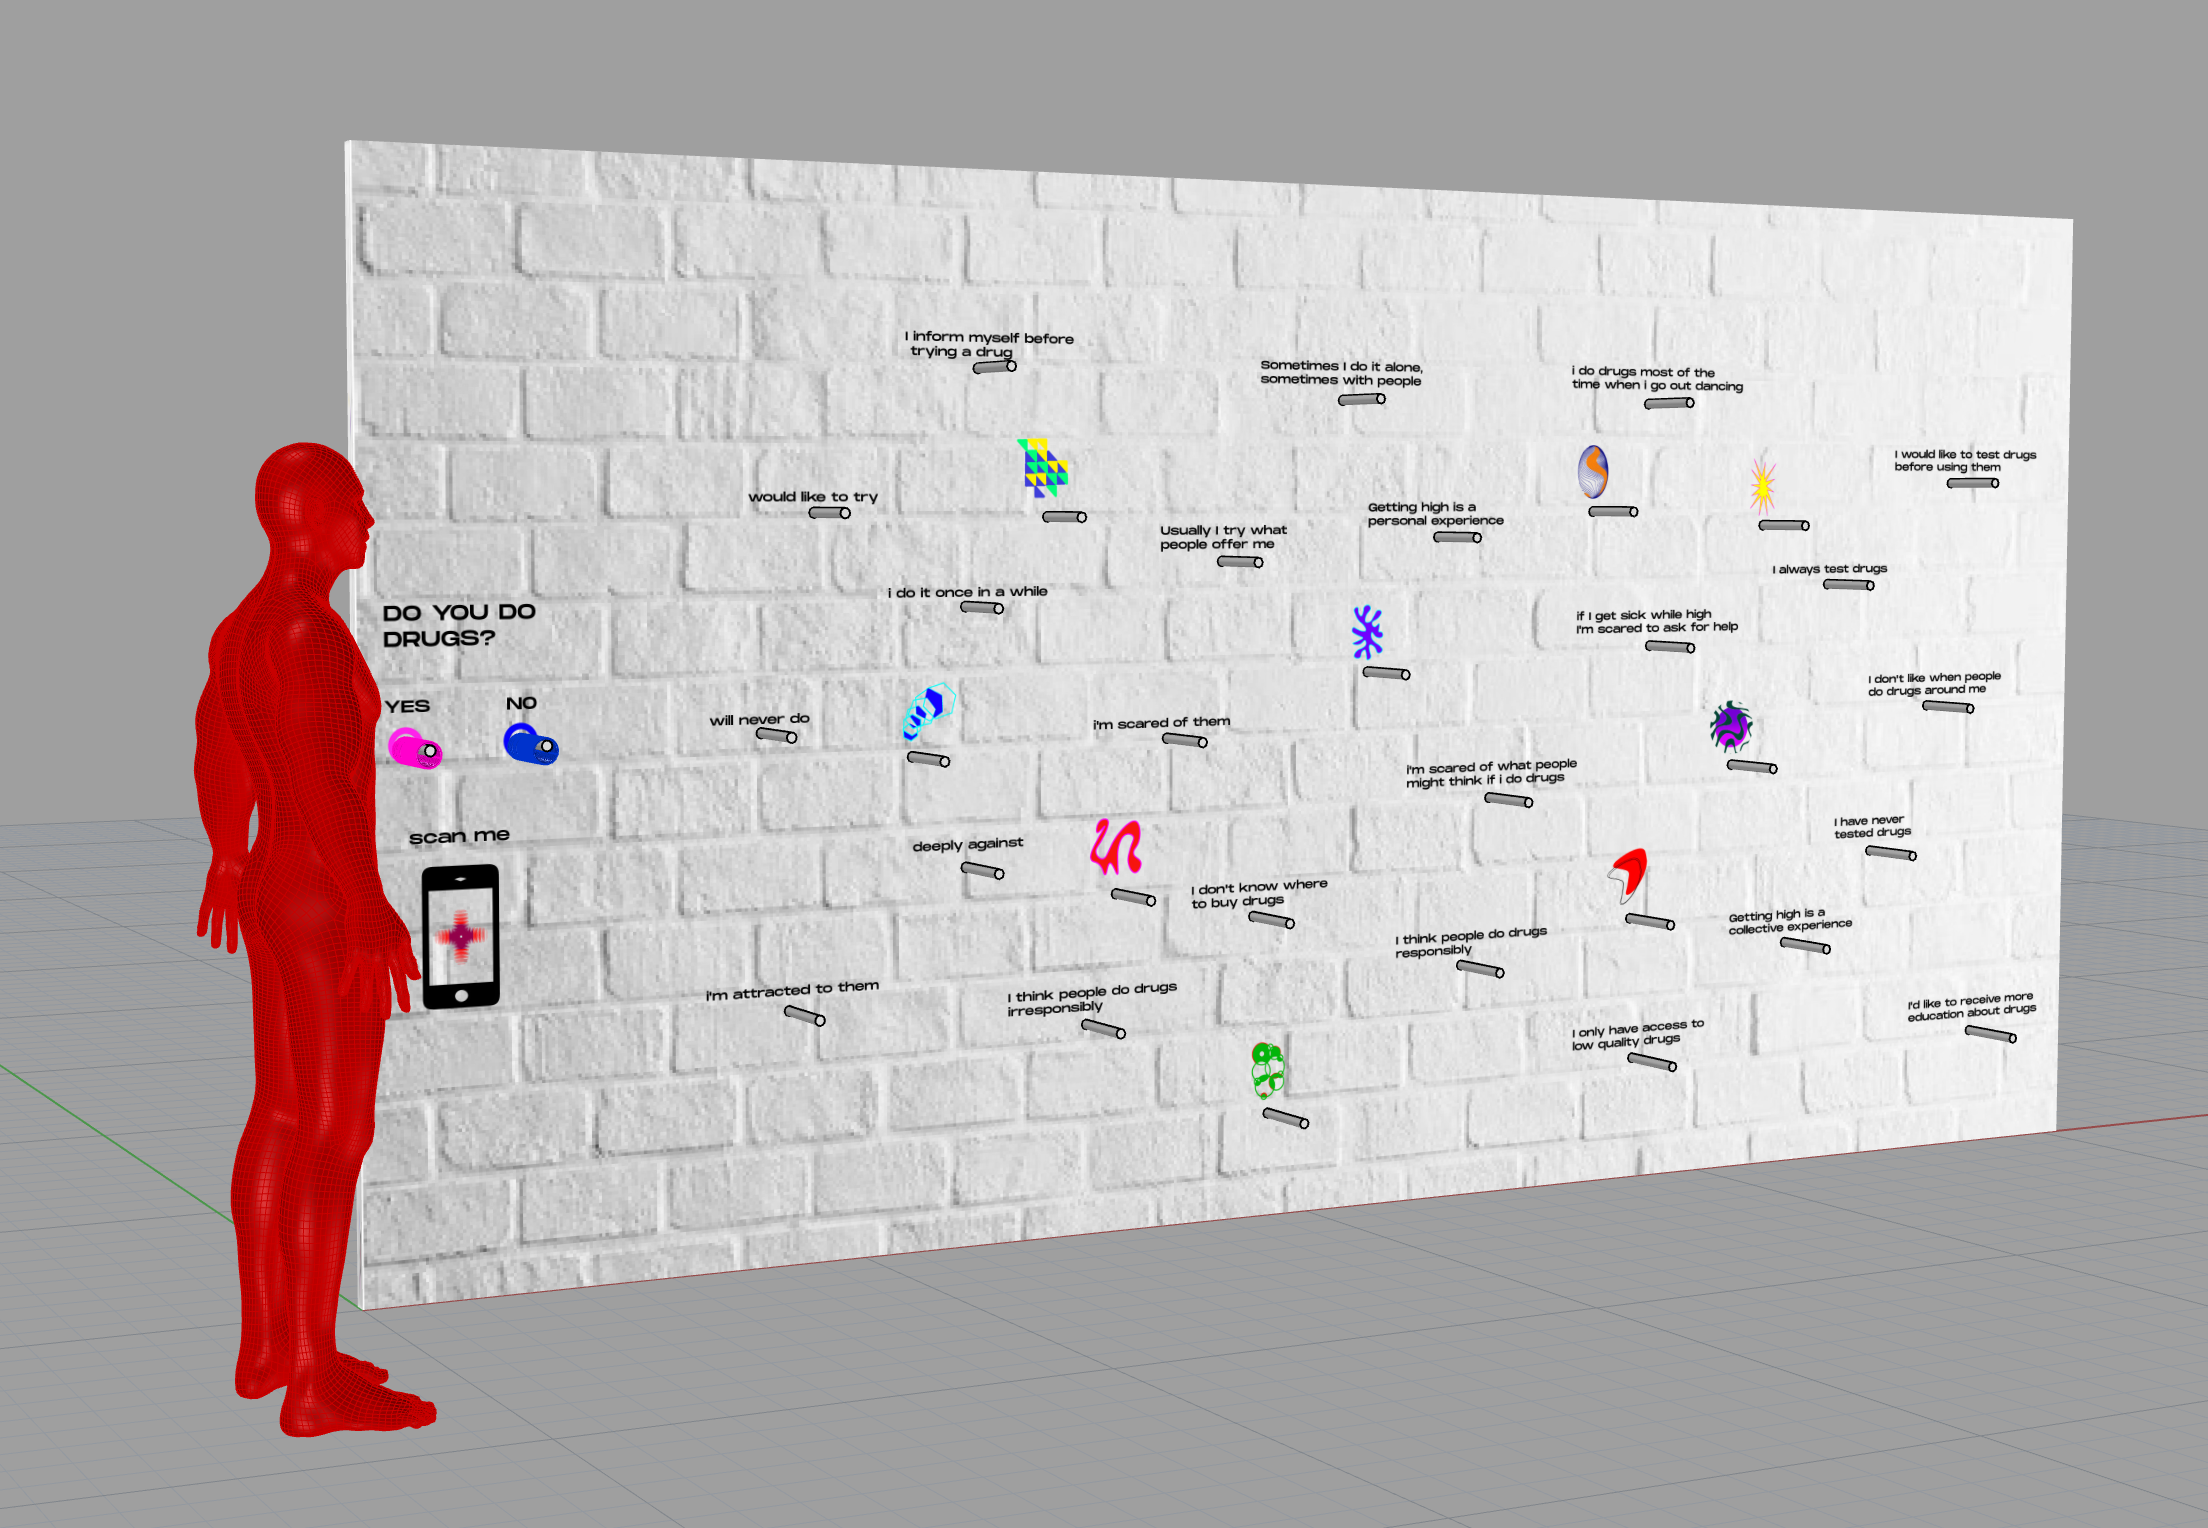 DO YOU DO
DRUGS?
YES
NO
scan me
I inform myself before
trying a drug
would like to try
i do it once in a while
will never do
deeply against
i'm attracted to them
I think people do drugs
irresponsibly
i'm scared of them
I don't know where
to buy drugs
Usually I try what
people offer me
Sometimes I do it alone,
sometimes with people
Getting high is a
personal experience
i'm scared of what people
might think if i do drugs
I think people do drugs
responsibly
i do drugs most of the
time when i go out dancing
if I get sick while high
I'm scared to ask for help
I only have access to
low quality drugs
Getting high is a
collective experience
I always test drugs
I would like to test drugs
before using them
I don't like when people
do drugs around me
I have never
tested drugs
I'd like to receive more
education about drugs